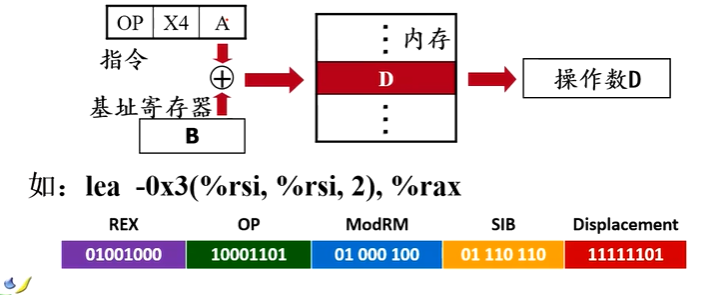 OP X4 A
指令
内存
D
操作数D
基址寄存器
B
如：lea -0x3(%rsi, %rsi, 2), %rax
REX OP ModRM SIB Displacement
01001000 10001101 01 000 100 01 110 110 11111101